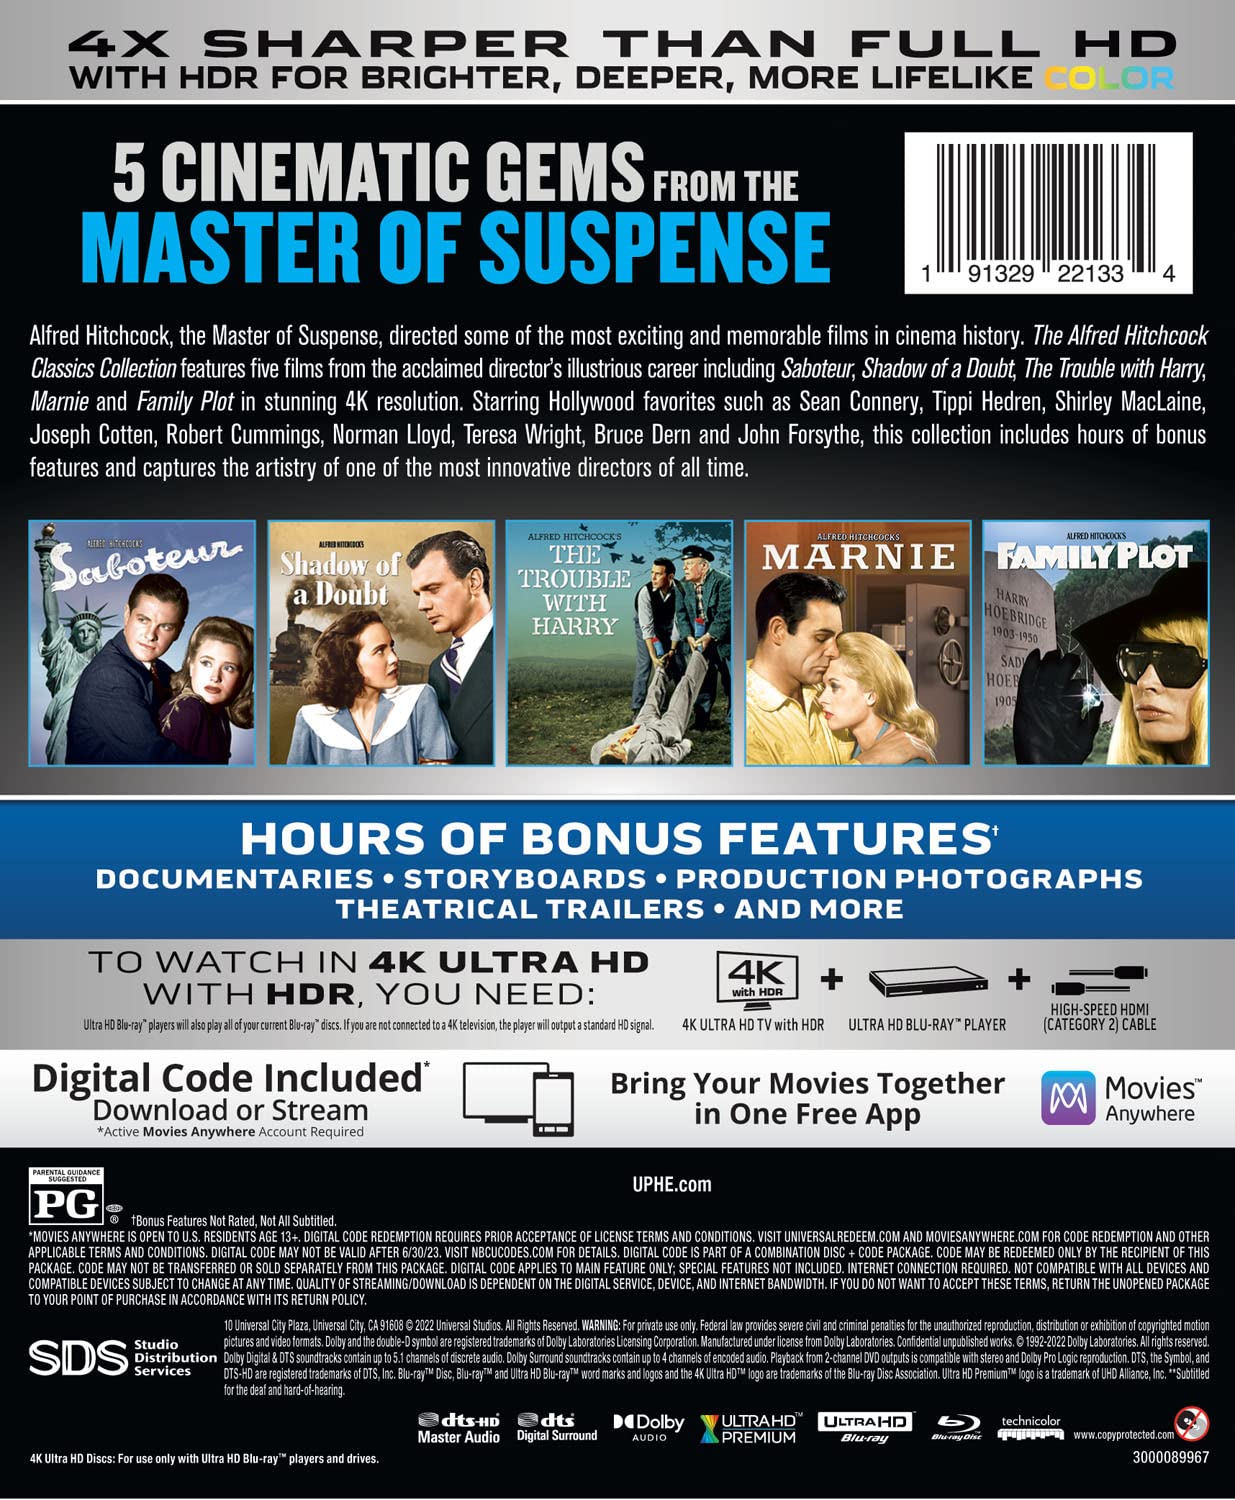 4X SHARPER THAN FULL HD
WITH HDR FOR BRIGHTER, DEEPER, MORE LIFELIKE COLOR
5 CINEMATIC GEMS FROM THE
MASTER OF SUSPENSE
1 91329 22133 4
Alfred Hitchcock, the Master of Suspense, directed some of the most exciting and memorable films in cinema history. The Alfred Hitchcock
Classics Collection features five films from the acclaimed director's illustrious career including Saboteur, Shadow of a Doubt, The Trouble with Harry,
Marnie and Family Plot in stunning 4K resolution. Starring Hollywood favorites such as Sean Connery, Tippi Hedren, Shirley MacLaine,
Joseph Cotten, Robert Cummings, Norman Lloyd, Teresa Wright, Bruce Dern and John Forsythe, this collection includes hours of bonus
features and captures the artistry of one of the most innovative directors of all time.
ALFRED HITCHCOCK'S
Saboteur
ALFRED HITCHCOCK'S
Shadow of
a Doubt
ALFRED HITCHCOCK'S
THE
TROUBLE
WITH
HARRY
ALFRED HITCHCOCK'S
MARNIE
ALFRED HITCHCOCK'S
FAMILY PLOT
HARRY
HOEBRIDGE
1903-1950
SADI
HOEB
1905
HOURS OF BONUS FEATURES†
DOCUMENTARIES • STORYBOARDS • PRODUCTION PHOTOGRAPHS
THEATRICAL TRAILERS • AND MORE
TO WATCH IN 4K ULTRA HD
WITH HDR, YOU NEED:
Ultra HD Blu-ray™ players will also play all of your current Blu-ray™ discs. If you are not connected to a 4K television, the player will output a standard HD signal.
4K
with HDR
+
+
4K ULTRA HD TV with HDR
ULTRA HD BLU-RAY™ PLAYER
HIGH-SPEED HDMI
(CATEGORY 2) CABLE
Digital Code Included*
Download or Stream
*Active Movies Anywhere Account Required
Bring Your Movies Together
in One Free App
Movies™
Anywhere
PARENTAL GUIDANCE
SUGGESTED
PG
®
UPHE.com
†Bonus Features Not Rated, Not All Subtitled.
*MOVIES ANYWHERE IS OPEN TO U.S. RESIDENTS AGE 13+. DIGITAL CODE REDEMPTION REQUIRES PRIOR ACCEPTANCE OF LICENSE TERMS AND CONDITIONS. VISIT UNIVERSALREDEEM.COM AND MOVIESANYWHERE.COM FOR CODE REDEMPTION AND OTHER
APPLICABLE TERMS AND CONDITIONS. DIGITAL CODE MAY NOT BE VALID AFTER 6/30/23. VISIT NBCUCODES.COM FOR DETAILS. DIGITAL CODE IS PART OF A COMBINATION DISC + CODE PACKAGE. CODE MAY BE REDEEMED ONLY BY THE RECIPIENT OF THIS
PACKAGE. CODE MAY NOT BE TRANSFERRED OR SOLD SEPARATELY FROM THIS PACKAGE. DIGITAL CODE APPLIES TO MAIN FEATURE ONLY; SPECIAL FEATURES NOT INCLUDED. INTERNET CONNECTION REQUIRED. NOT COMPATIBLE WITH ALL DEVICES AND
COMPATIBLE DEVICES SUBJECT TO CHANGE AT ANY TIME. QUALITY OF STREAMING/DOWNLOAD IS DEPENDENT ON THE DIGITAL SERVICE, DEVICE, AND INTERNET BANDWIDTH. IF YOU DO NOT WANT TO ACCEPT THESE TERMS, RETURN THE UNOPENED PACKAGE
TO YOUR POINT OF PURCHASE IN ACCORDANCE WITH ITS RETURN POLICY.
SDS Studio
Distribution
Services
10 Universal City Plaza, Universal City, CA 91608 © 2022 Universal Studios. All Rights Reserved. WARNING: For private use only. Federal law provides severe civil and criminal penalties for the unauthorized reproduction, distribution or exhibition of copyrighted motion
pictures and video formats. Dolby and the double-D symbol are registered trademarks of Dolby Laboratories Licensing Corporation. Manufactured under license from Dolby Laboratories. Confidential unpublished works. © 1992-2022 Dolby Laboratories. All rights reserved.
Dolby Digital & DTS soundtracks contain up to 5.1 channels of discrete audio. Dolby Surround soundtracks contain up to 4 channels of encoded audio. Playback from 2-channel DVD outputs is compatible with stereo and Dolby Pro Logic reproduction. DTS, the Symbol, and
DTS-HD are registered trademarks of DTS, Inc. Blu-ray™ Disc, Blu-ray™ and Ultra HD Blu-ray™ word marks and logos and the 4K Ultra HD™ logo are trademarks of the Blu-ray Disc Association. Ultra HD Premium™ logo is a trademark of UHD Alliance, Inc. **Subtitled
for the deaf and hard-of-hearing.
dts-HD
Master Audio
dts
Digital Surround
Dolby
AUDIO
ULTRA HD™
PREMIUM
ULTRA HD
Blu-ray
Blu-ray Disc
technicolor
www.copyprotected.com
4K Ultra HD Discs: For use only with Ultra HD Blu-ray™ players and drives.
3000089967